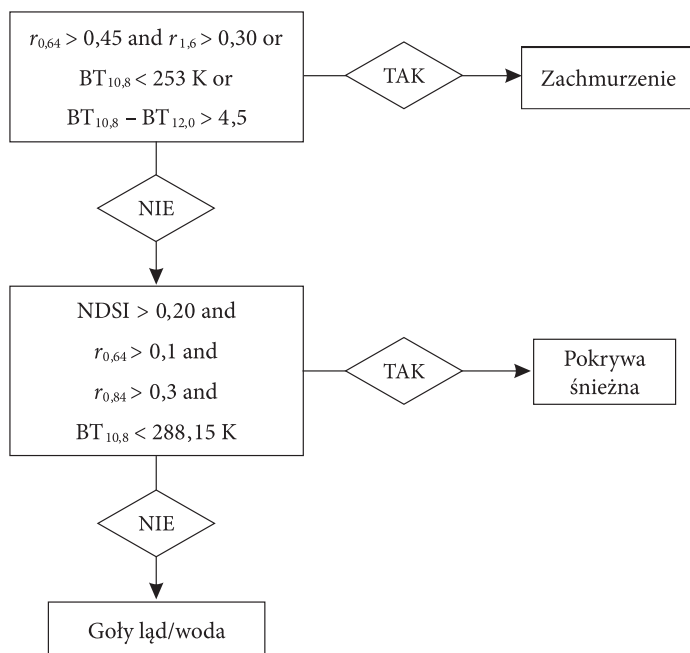 r0,64 > 0,45 and r1,6 > 0,30 or
BT10,8 < 253 K or
BT10,8 – BT12,0 > 4,5
TAK
Zachmurzenie
NIE
NDSI > 0,20 and
r0,64 > 0,1 and
r0,84 > 0,3 and
BT10,8 < 288,15 K
TAK
Pokrywa
śnieżna
NIE
Goły ląd/woda